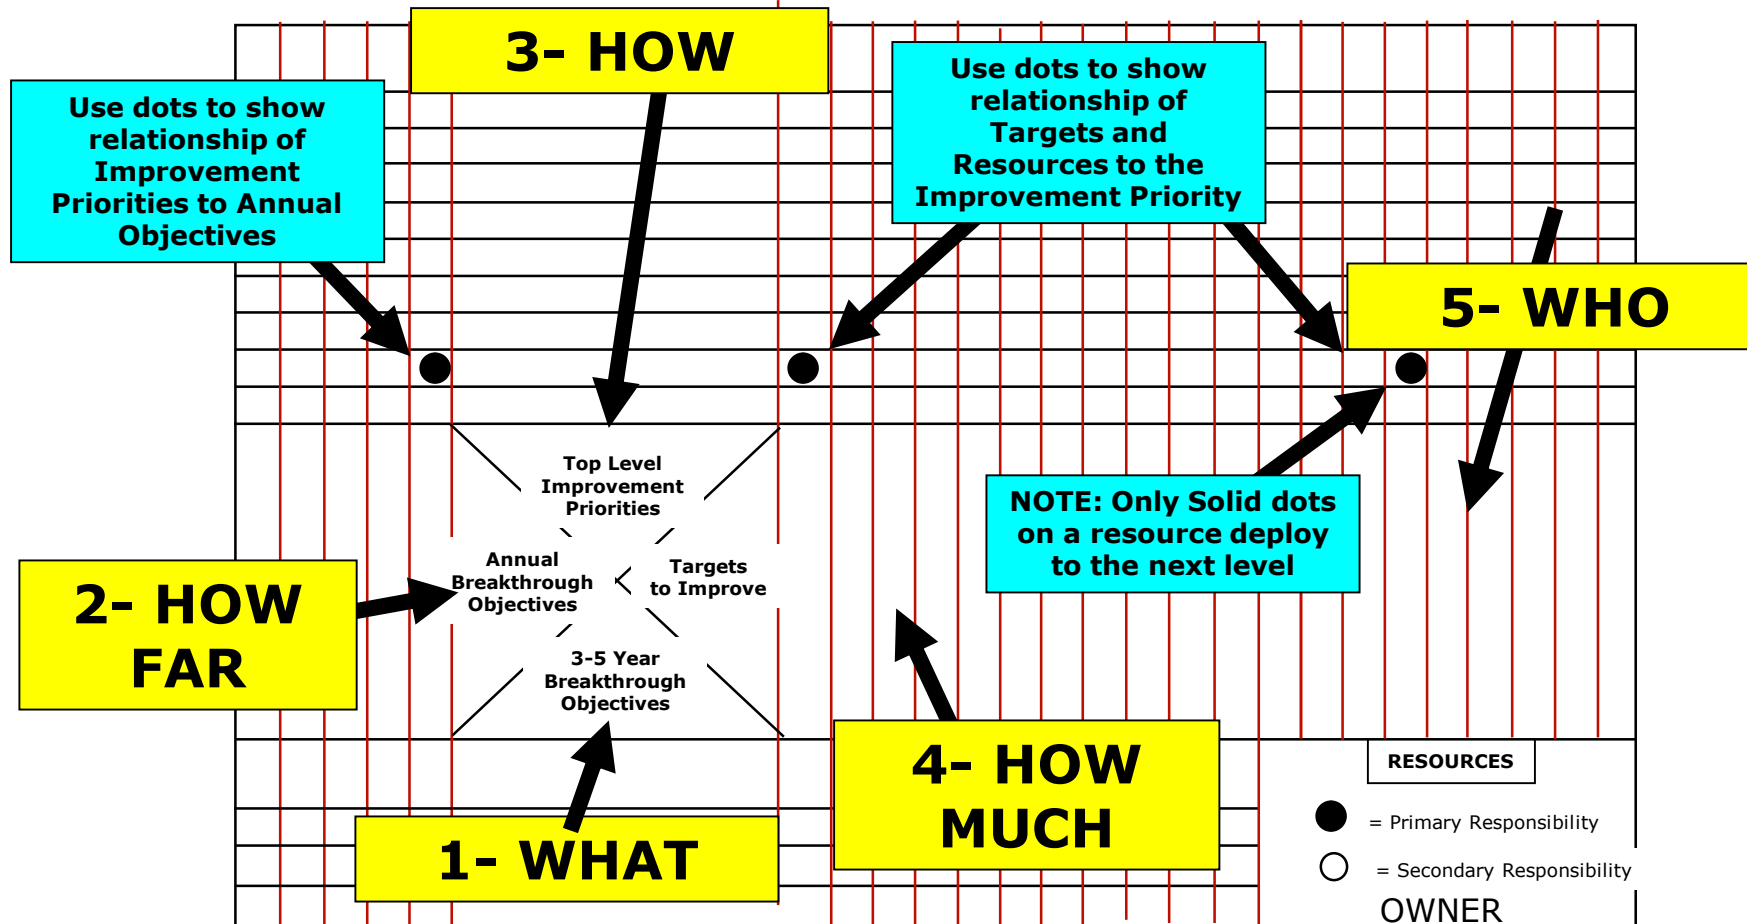 3- HOW
Use dots to show
relationship of
Improvement
Priorities to Annual
Objectives
Use dots to show
relationship of
Targets and
Resources to the
Improvement Priority
5- WHO
Top Level
Improvement
Priorities
NOTE: Only Solid dots
on a resource deploy
to the next level
Annual
Breakthrough
Objectives
Targets
to Improve
2- HOW
FAR
3-5 Year
Breakthrough
Objectives
4- HOW
MUCH
1- WHAT
RESOURCES
= Primary Responsibility
= Secondary Responsibility
OWNER